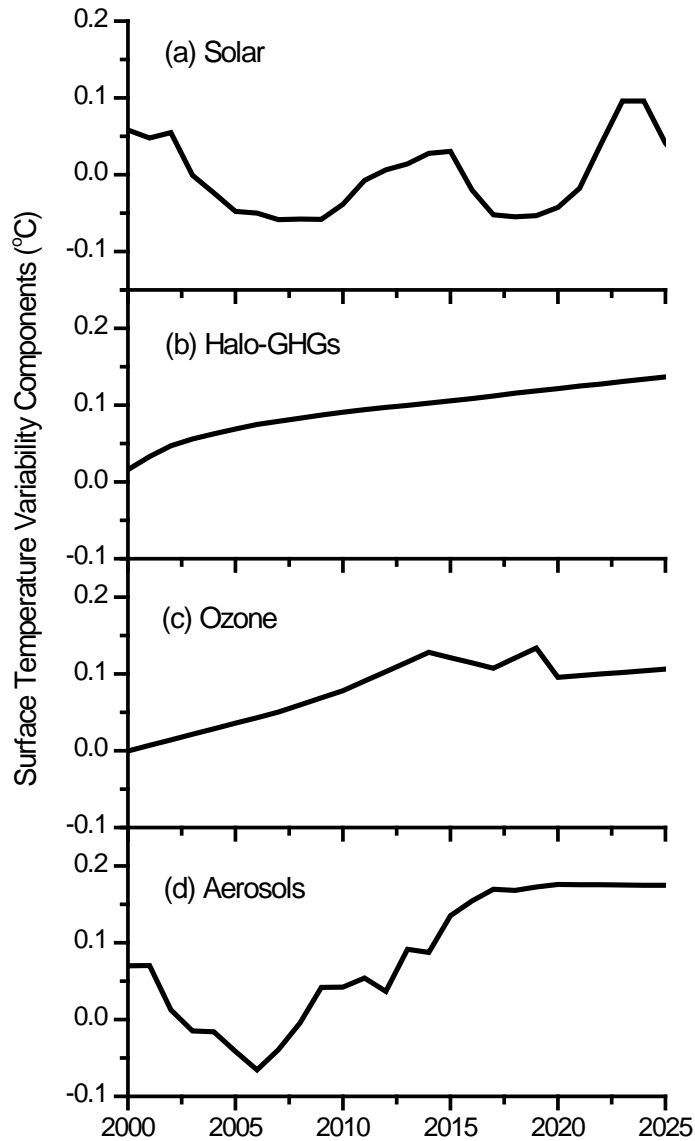 Surface Temperature Variability Components (°C)
0.2
(a) Solar
0.1
0.0
-0.1
0.2
(b) Halo-GHGs
0.1
0.0
-0.1
0.2
(c) Ozone
0.1
0.0
-0.1
0.2
(d) Aerosols
0.1
0.0
-0.1
2000 2005 2010 2015 2020 2025